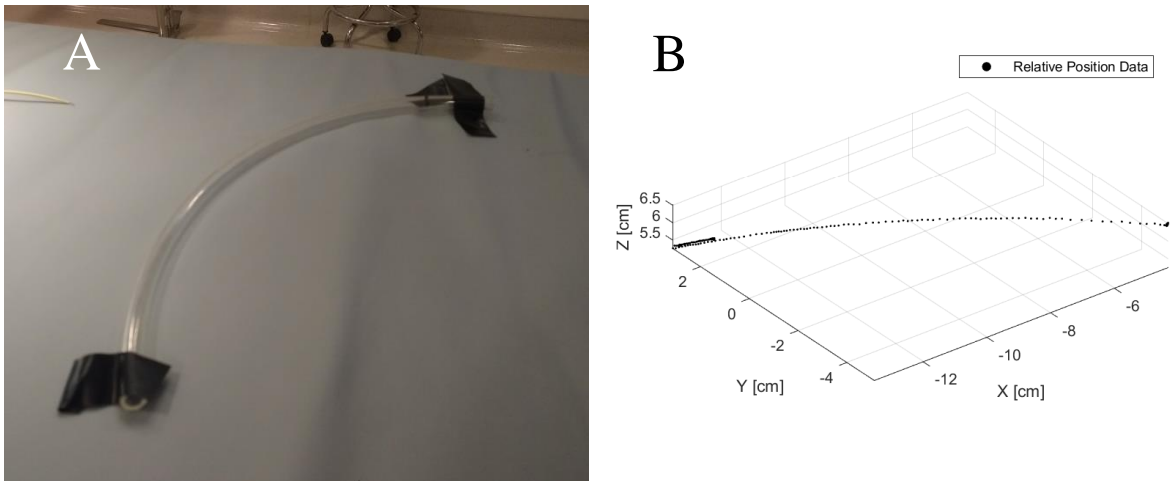 A
B
Relative Position Data
6.5
6
5.5
Z [cm]
2
0
-2
-4
Y [cm]
-12
-10
-8
-6
X [cm]